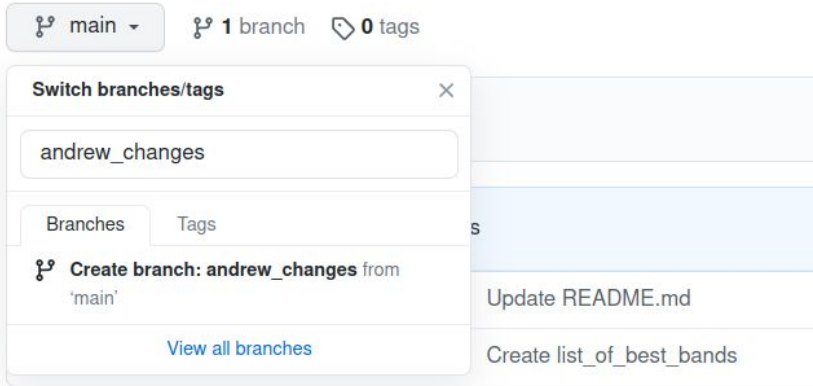 main
1 branch
0 tags
Switch branches/tags
andrew_changes
Branches
Tags
s
Create branch: andrew_changes from
'main'
Update README.md
View all branches
Create list_of_best_bands